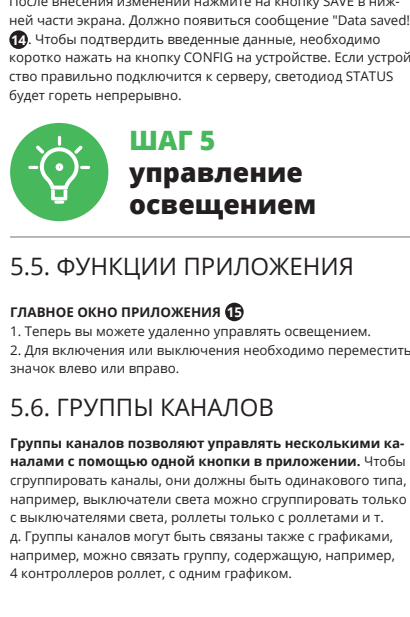 После внесения изменений нажмите на кнопку SAVE в ниж-
ней части экрана. Должно появиться сообщение "Data saved!
14. Чтобы подтвердить введенные данные, необходимо
коротко нажать на кнопку CONFIG на устройстве. Если устрой
ство правильно подключится к серверу, светодиод STATUS
будет гореть непрерывно.
ШАГ 5
управление
освещением
5.5. ФУНКЦИИ ПРИЛОЖЕНИЯ
ГЛАВНОЕ ОКНО ПРИЛОЖЕНИЯ 15
1. Теперь вы можете удаленно управлять освещением.
2. Для включения или выключения необходимо переместить
значок влево или вправо.
5.6. ГРУППЫ КАНАЛОВ
Группы каналов позволяют управлять несколькими ка-
налами с помощью одной кнопки в приложении. Чтобы
сгруппировать каналы, они должны быть одинакового типа,
например, выключатели света можно сгруппировать только
с выключателями света, роллеты только с роллетами и т.
д. Группы каналов могут быть связаны также с графиками,
например, можно связать группу, содержащую, например,
4 контроллеров роллет, с одним графиком.